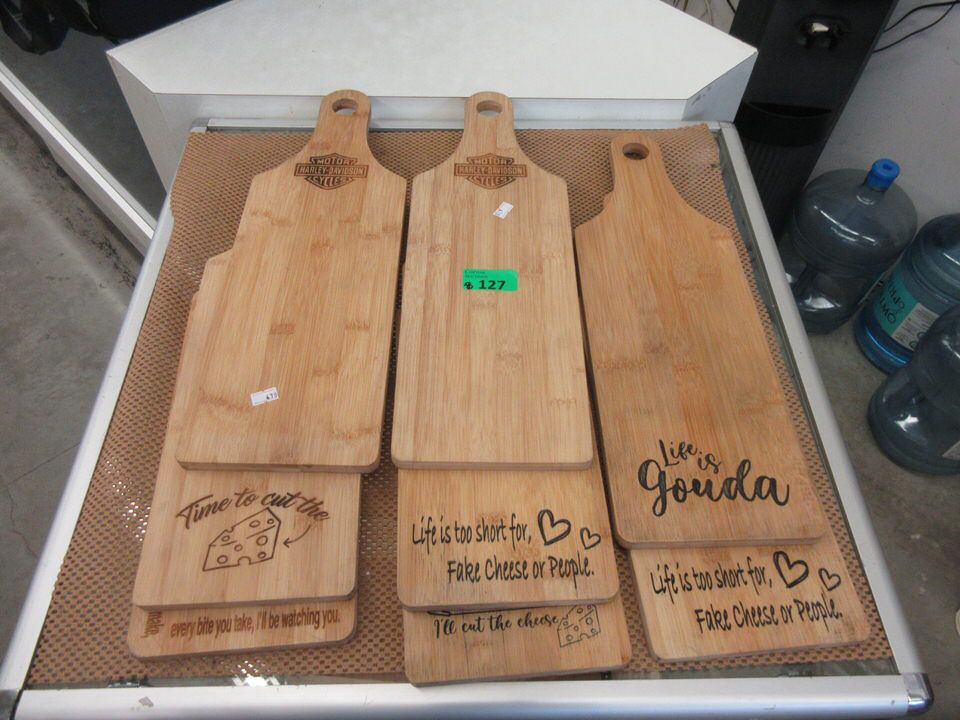 MOTOR
HARLEY-DAVIDSON
CYCLES
MOTOR
HARLEY-DAVIDSON
CYCLES
127
Life is
Gouda
Time to cut the
Life is too short for,
Fake Cheese or People.
Life is too short for,
Fake Cheese or People.
every bite you take, I'll be watching you.
I'll cut the cheese